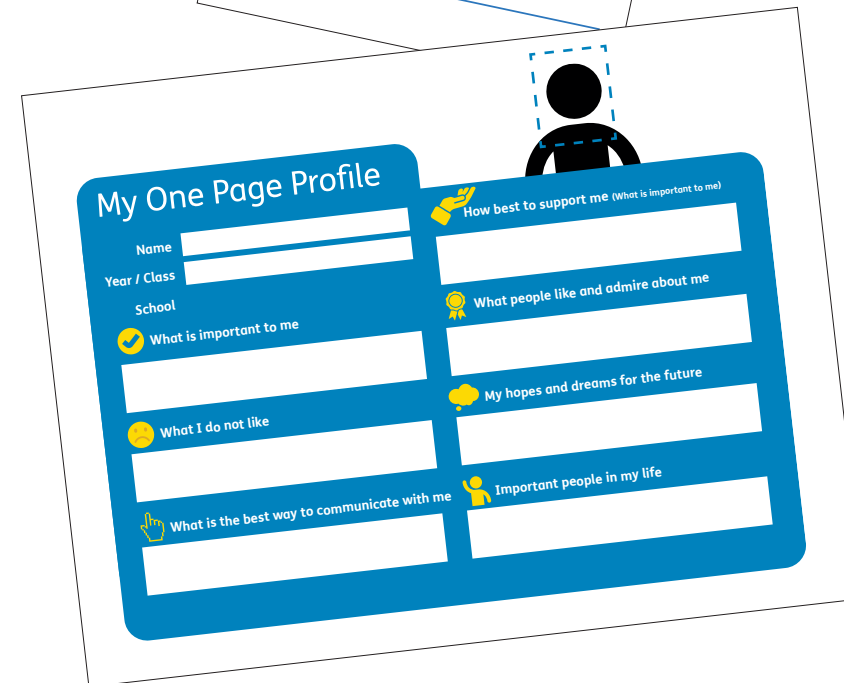 My One Page Profile
Name
Year / Class
School
What is important to me
What I do not like
What is the best way to communicate with me
How best to support me (What is important to me)
What people like and admire about me
My hopes and dreams for the future
Important people in my life